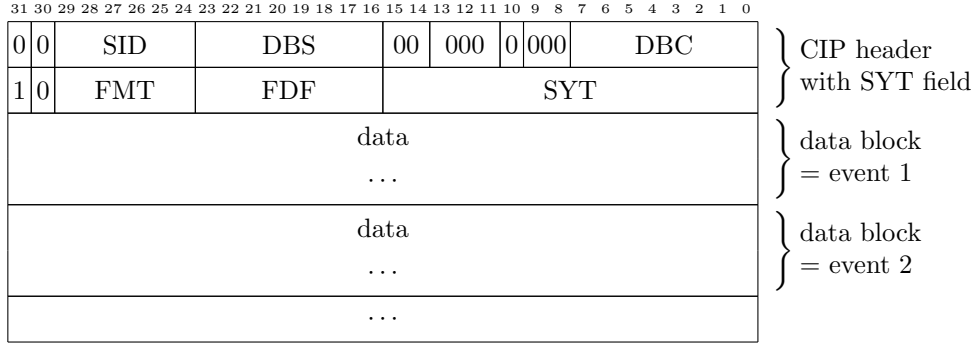 31 30 29 28 27 26 25 24 23 22 21 20 19 18 17 16 15 14 13 12 11 10 9 8 7 6 5 4 3 2 1 0
0 0 SID DBS 00 000 0 000 DBC
CIP header
with SYT field
1 0 FMT FDF SYT
data
...
data block
= event 1
data
...
data block
= event 2
...